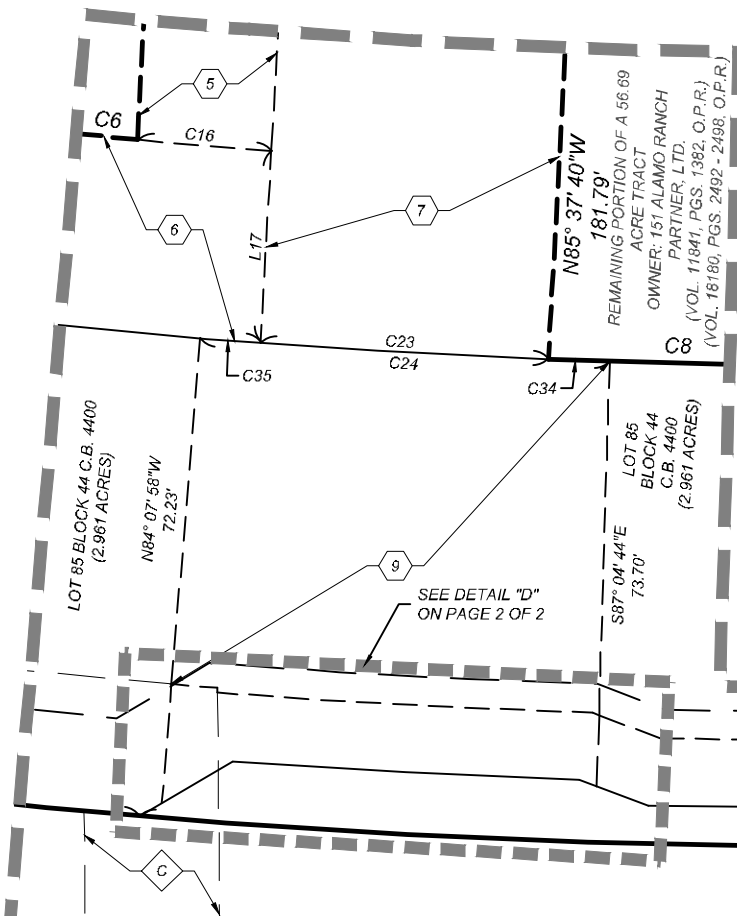 5
C6
C16
7
6
L17
N85° 37' 40"W
181.79'
REMAINING PORTION OF A 56.69
ACRE TRACT
OWNER: 151 ALAMO RANCH
PARTNER, LTD.
(VOL. 11841, PGS. 1382, O.P.R.)
(VOL. 18180, PGS. 2492 - 2498, O.P.R.)
C23
C24
C8
C35
C34
LOT 85 BLOCK 44 C.B. 4400
(2.961 ACRES)
N84° 07' 58"W
72.23'
LOT 85
BLOCK 44
C.B. 4400
(2.961 ACRES)
9
S87° 04' 44"E
73.70'
SEE DETAIL "D"
ON PAGE 2 OF 2
C